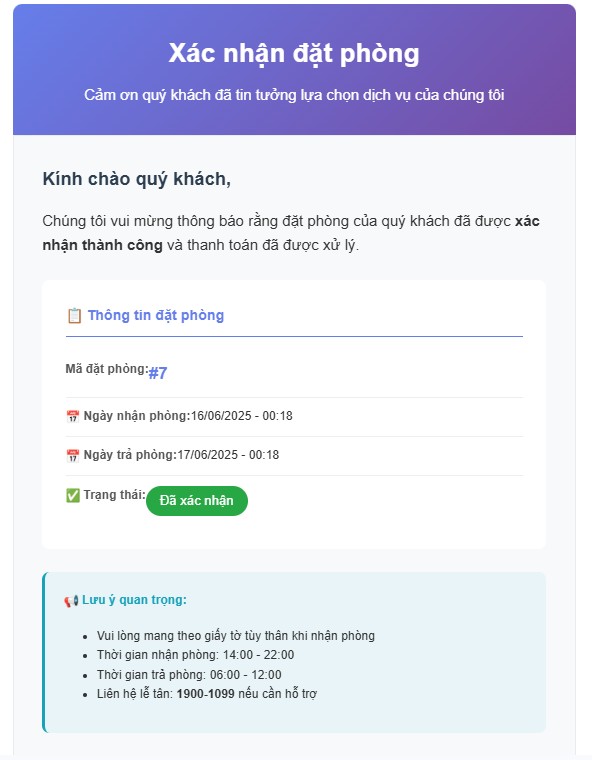 Xác nhận đặt phòng
Cảm ơn quý khách đã tin tưởng lựa chọn dịch vụ của chúng tôi
Kính chào quý khách,
Chúng tôi vui mừng thông báo rằng đặt phòng của quý khách đã được xác
nhận thành công và thanh toán đã được xử lý.
📋 Thông tin đặt phòng
Mã đặt phòng:#7
📅 Ngày nhận phòng:16/06/2025 - 00:18
📅 Ngày trả phòng:17/06/2025 - 00:18
✅ Trạng thái: Đã xác nhận
📢 Lưu ý quan trọng:
• Vui lòng mang theo giấy tờ tùy thân khi nhận phòng
• Thời gian nhận phòng: 14:00 - 22:00
• Thời gian trả phòng: 06:00 - 12:00
• Liên hệ lễ tân: 1900-1099 nếu cần hỗ trợ